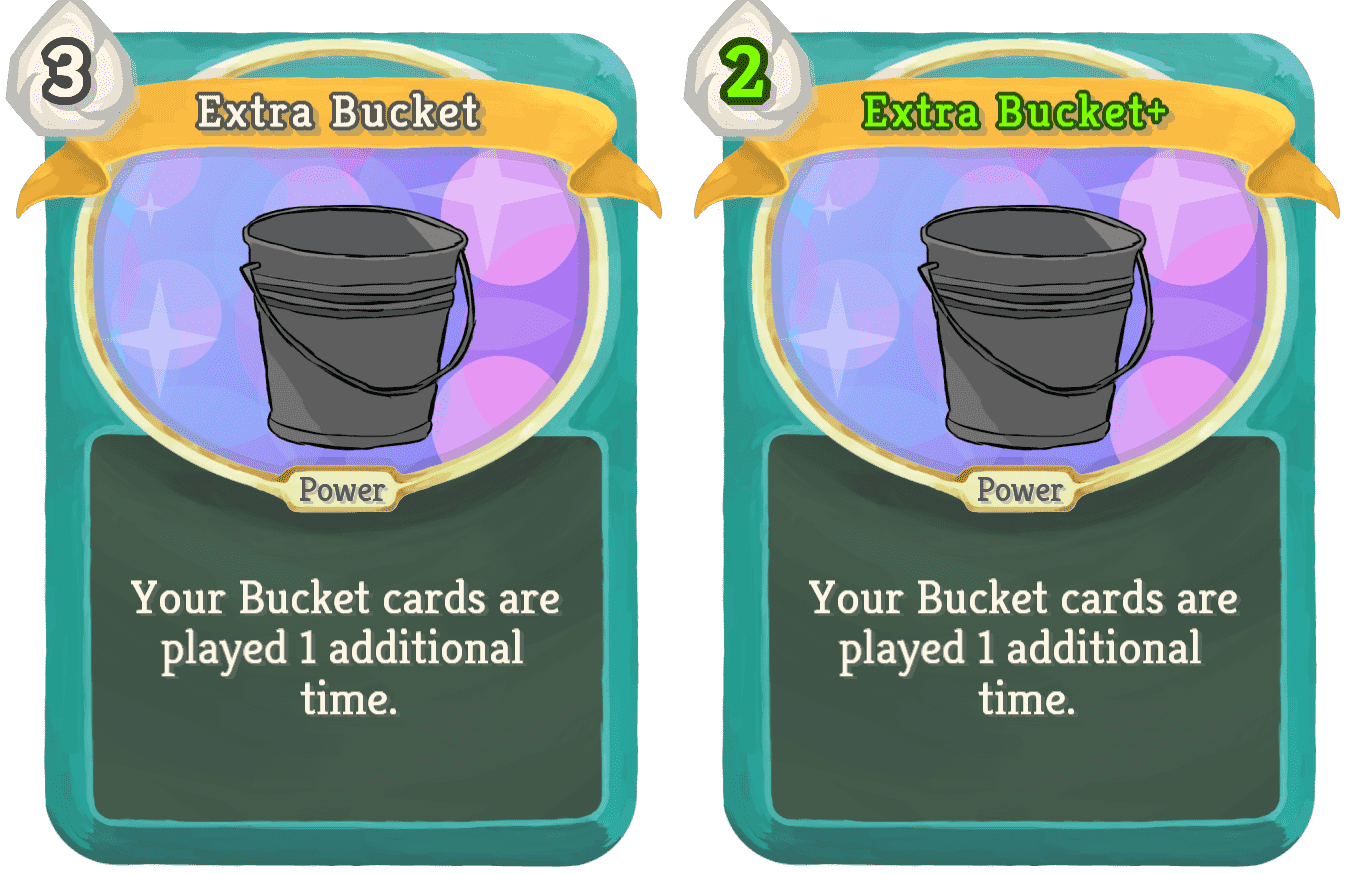 3
Extra Bucket
Power
Your Bucket cards are
played 1 additional
time.
2
Extra Bucket+
Power
Your Bucket cards are
played 1 additional
time.